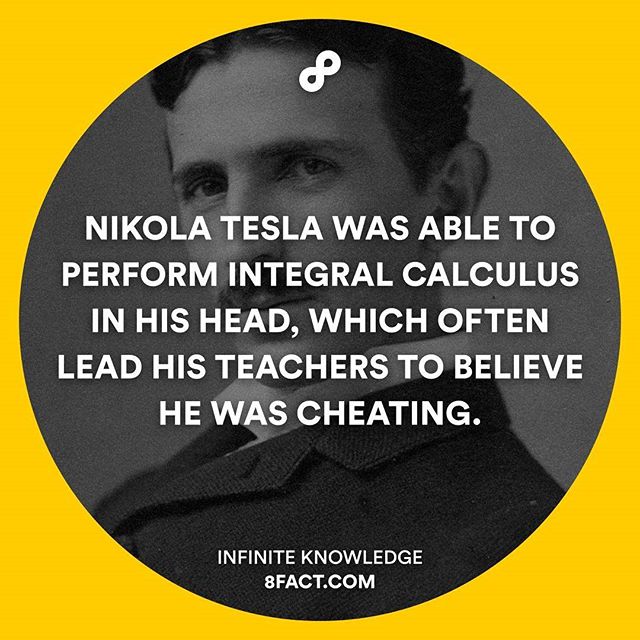 NIKOLA TESLA WAS ABLE TO
PERFORM INTEGRAL CALCULUS
IN HIS HEAD, WHICH OFTEN
LEAD HIS TEACHERS TO BELIEVE
HE WAS CHEATING.
INFINITE KNOWLEDGE
8FACT.COM